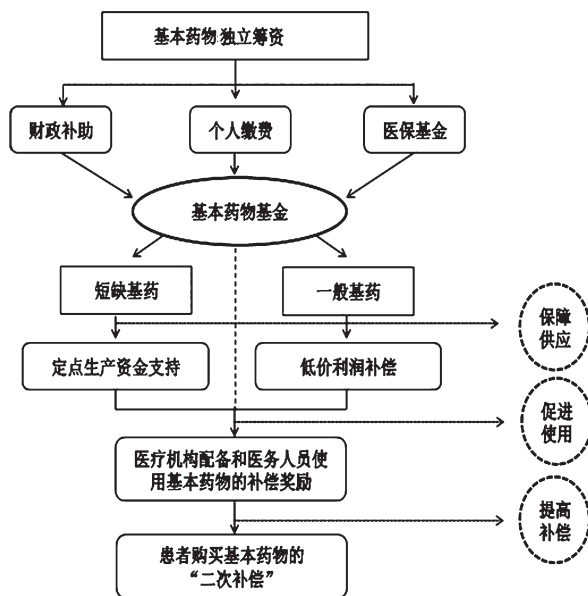 基本药物独立筹资
财政补助
个人缴费
医保基金
基本药物基金
短缺基药
一般基药
保障
供应
定点生产资金支持
低价利润补偿
促进
使用
医疗机构配备和医务人员使
用基本药物的补偿奖励
提高
补偿
患者购买基本药物的
“二次补偿”